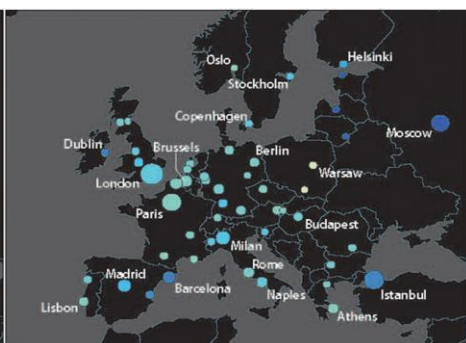 Oslo
Helsinki
Stockholm
Copenhagen
Moscow
Dublin
Brussels
Berlin
London
Warsaw
Paris
Budapest
Milan
Madrid
Rome
Lisbon
Barcelona
Naples
Istanbul
Athens